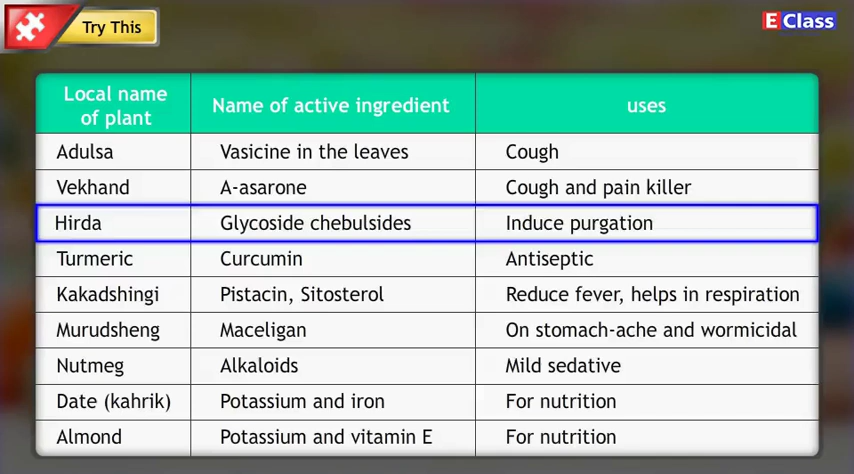 Try This
E Class
Local name
of plant
Name of active ingredient
uses
Adulsa Vasicine in the leaves Cough
Vekhand A-asarone Cough and pain killer
Hirda Glycoside chebulsides Induce purgation
Turmeric Curcumin Antiseptic
Kakadshingi Pistacin, Sitosterol Reduce fever, helps in respiration
Murudsheng Maceligan On stomach-ache and wormicidal
Nutmeg Alkaloids Mild sedative
Date (kahrik) Potassium and iron For nutrition
Almond Potassium and vitamin E For nutrition